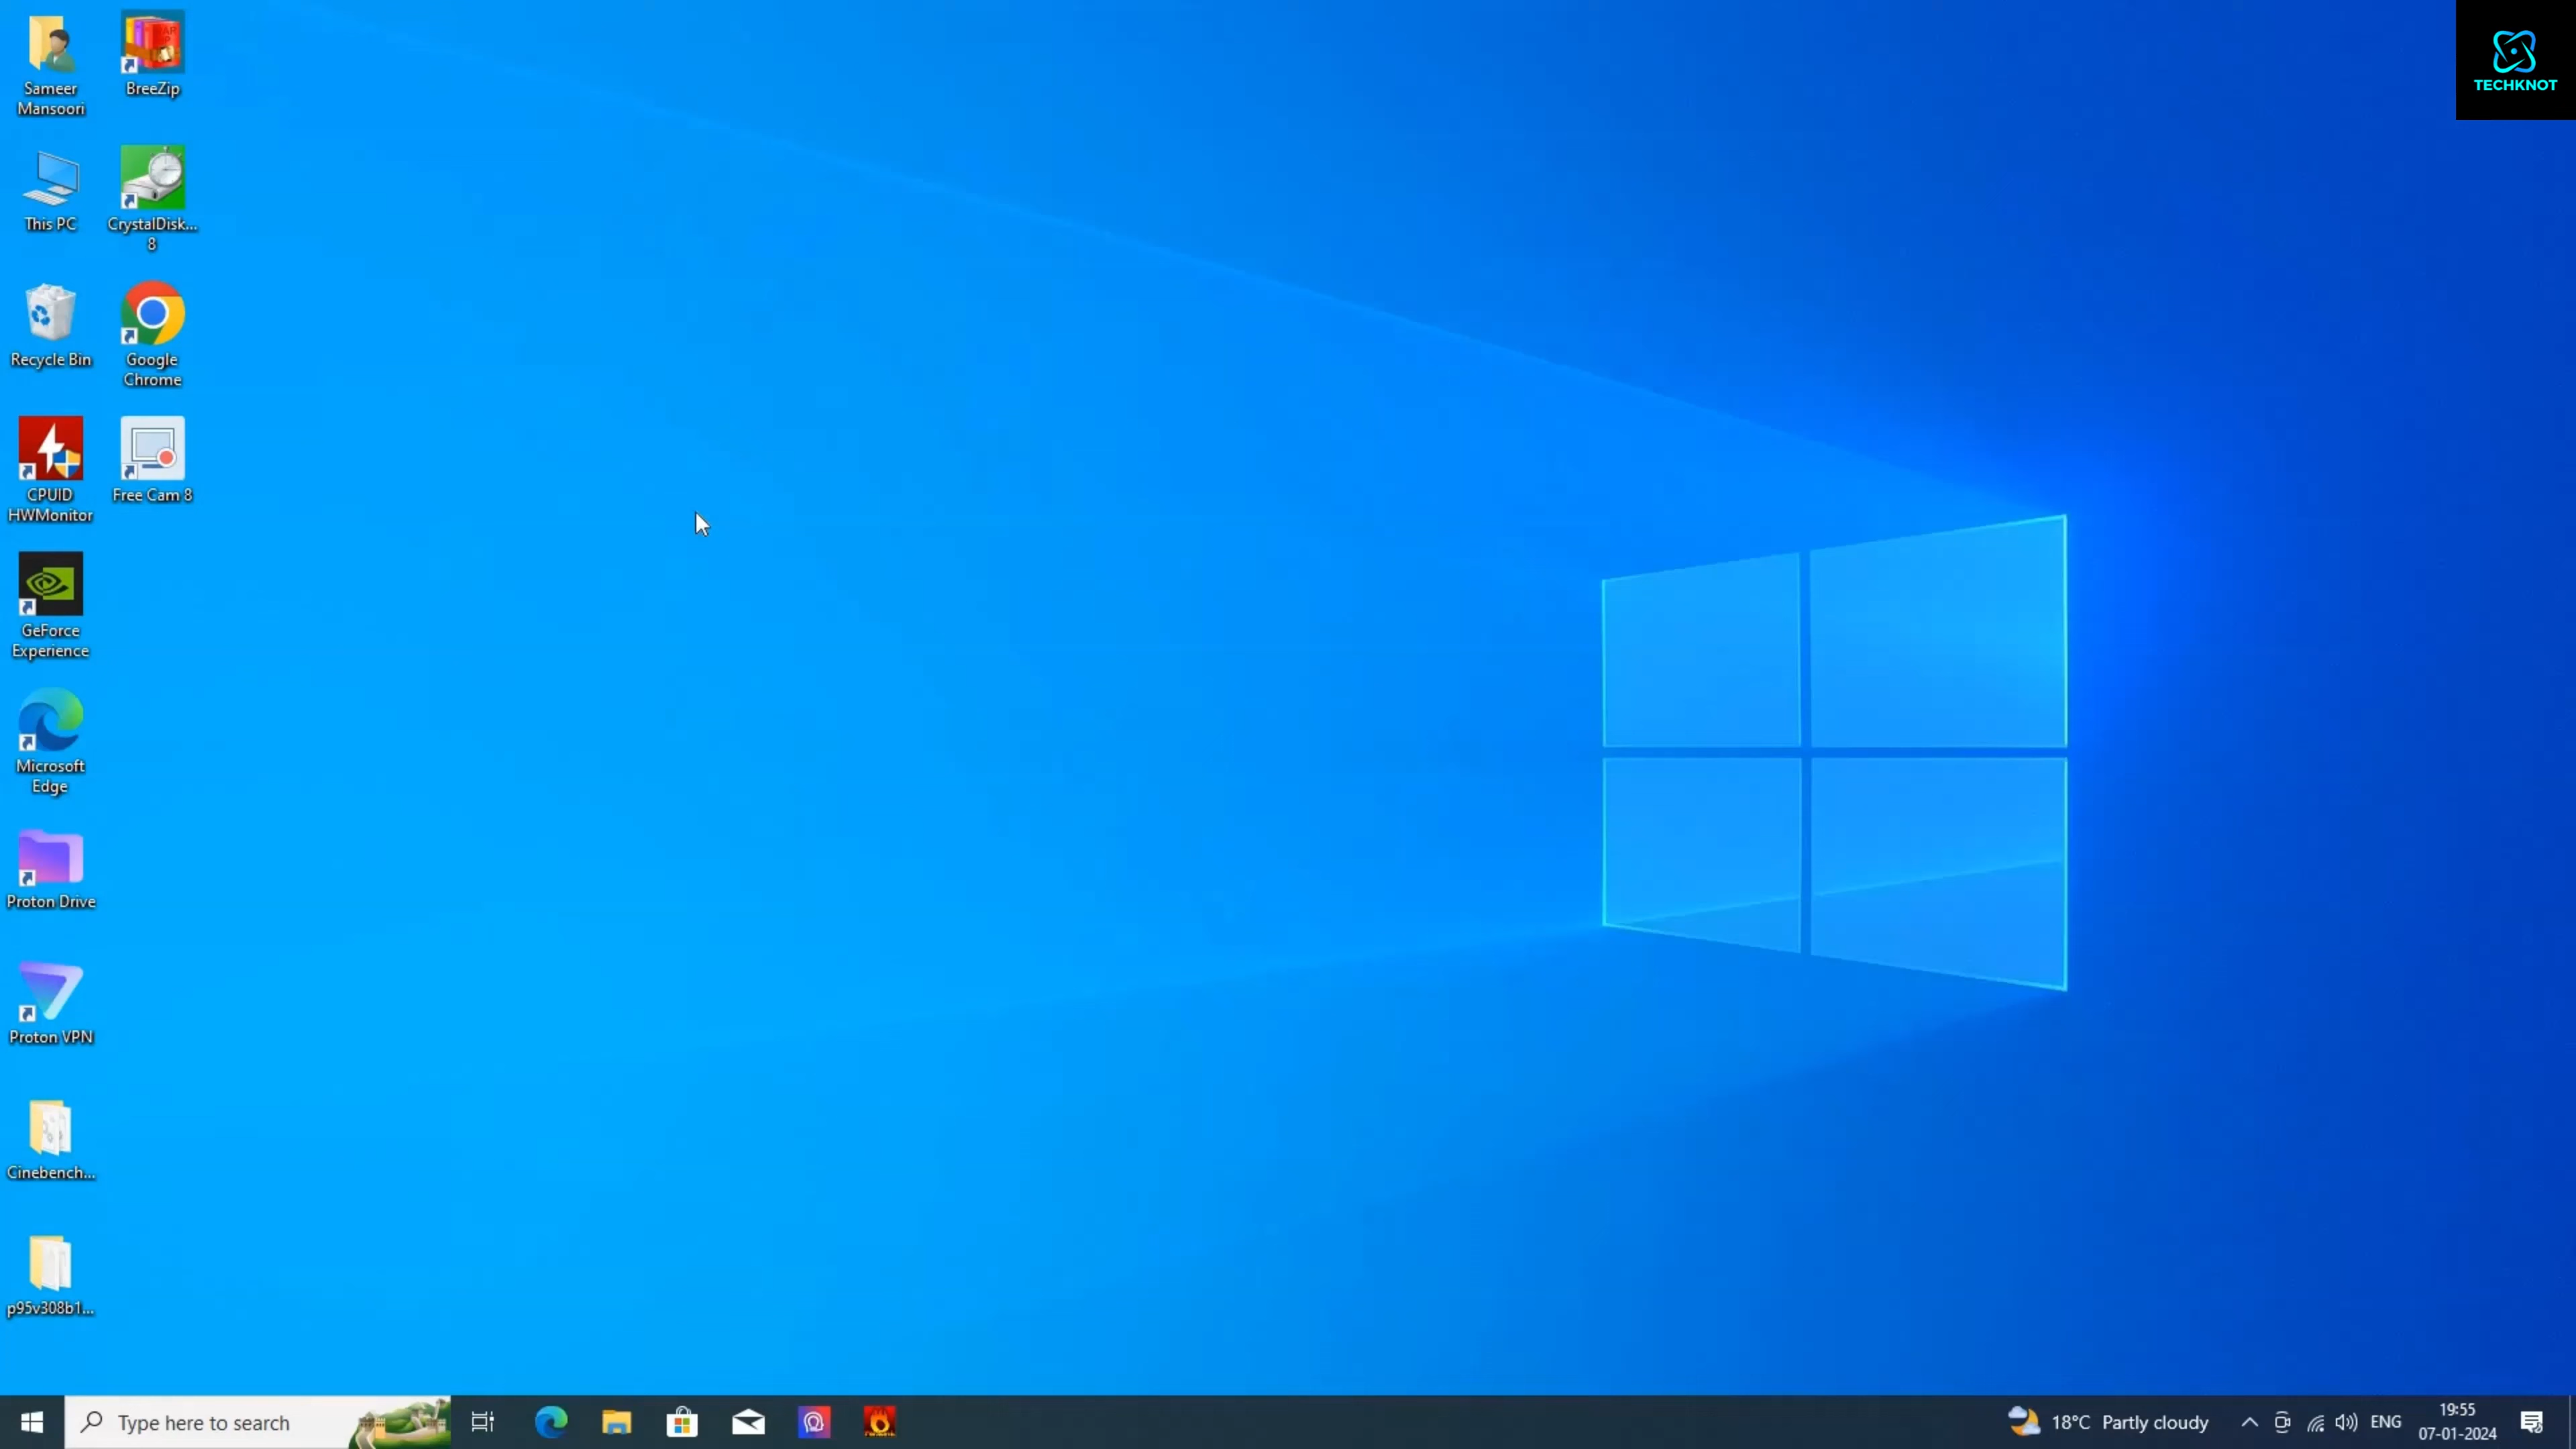 Sameer
Mansoori
BreeZip
TECHKNOT
This PC
CrystalDisk...
8
Recycle Bin
Google
Chrome
CPUID
HWMonitor
Free Cam 8
GeForce
Experience
Microsoft
Edge
Proton Drive
Proton VPN
Cinebench...
p95v308b1...
Type here to search
18°C Partly cloudy
ENG
19:55
07-01-2024